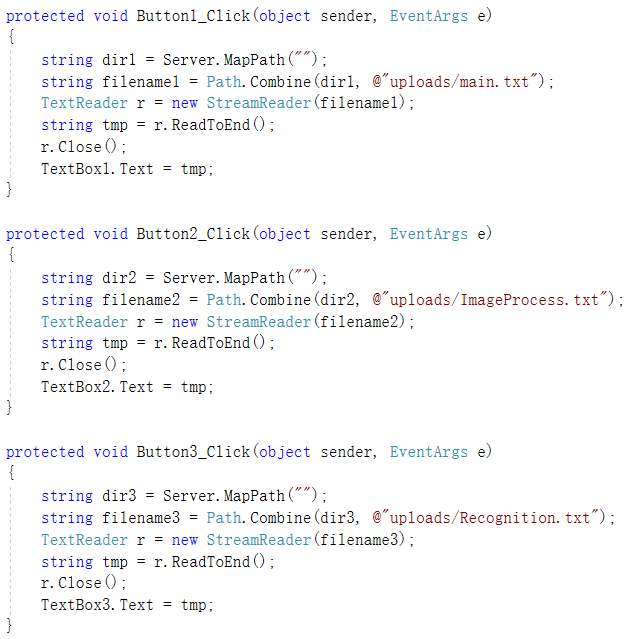 protected void Button1_Click(object sender, EventArgs e)
{
    string dir1 = Server.MapPath("");
    string filename1 = Path.Combine(dir1, @"uploads/main.txt");
    TextReader r = new StreamReader(filename1);
    string tmp = r.ReadToEnd();
    r.Close();
    TextBox1.Text = tmp;
}

protected void Button2_Click(object sender, EventArgs e)
{
    string dir2 = Server.MapPath("");
    string filename2 = Path.Combine(dir2, @"uploads/ImageProcess.txt");
    TextReader r = new StreamReader(filename2);
    string tmp = r.ReadToEnd();
    r.Close();
    TextBox2.Text = tmp;
}

protected void Button3_Click(object sender, EventArgs e)
{
    string dir3 = Server.MapPath("");
    string filename3 = Path.Combine(dir3, @"uploads/Recognition.txt");
    TextReader r = new StreamReader(filename3);
    string tmp = r.ReadToEnd();
    r.Close();
    TextBox3.Text = tmp;
}